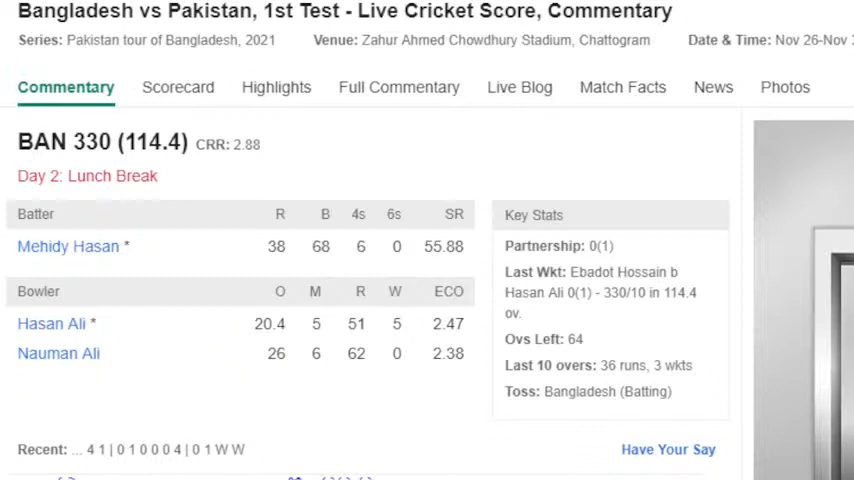 Bangladesh vs Pakistan, 1st Test - Live Cricket Score, Commentary
Series: Pakistan tour of Bangladesh, 2021 Venue: Zahur Ahmed Chowdhury Stadium, Chattogram Date & Time: Nov 26-Nov
Commentary Scorecard Highlights Full Commentary Live Blog Match Facts News Photos
BAN 330 (114.4) CRR: 2.88
Day 2: Lunch Break
Batter R B 4s 6s SR
Mehidy Hasan * 38 68 6 0 55.88
Bowler O M R W ECO
Hasan Ali * 20.4 5 51 5 2.47
Nauman Ali 26 6 62 0 2.38
Key Stats
Partnership: 0(1)
Last Wkt: Ebadot Hossain b
Hasan Ali 0(1) - 330/10 in 114.4
ov.
Ovs Left: 64
Last 10 overs: 36 runs, 3 wkts
Toss: Bangladesh (Batting)
Recent: ... 4 1 | 0 1 0 0 0 4 | 0 1 W W
Have Your Say